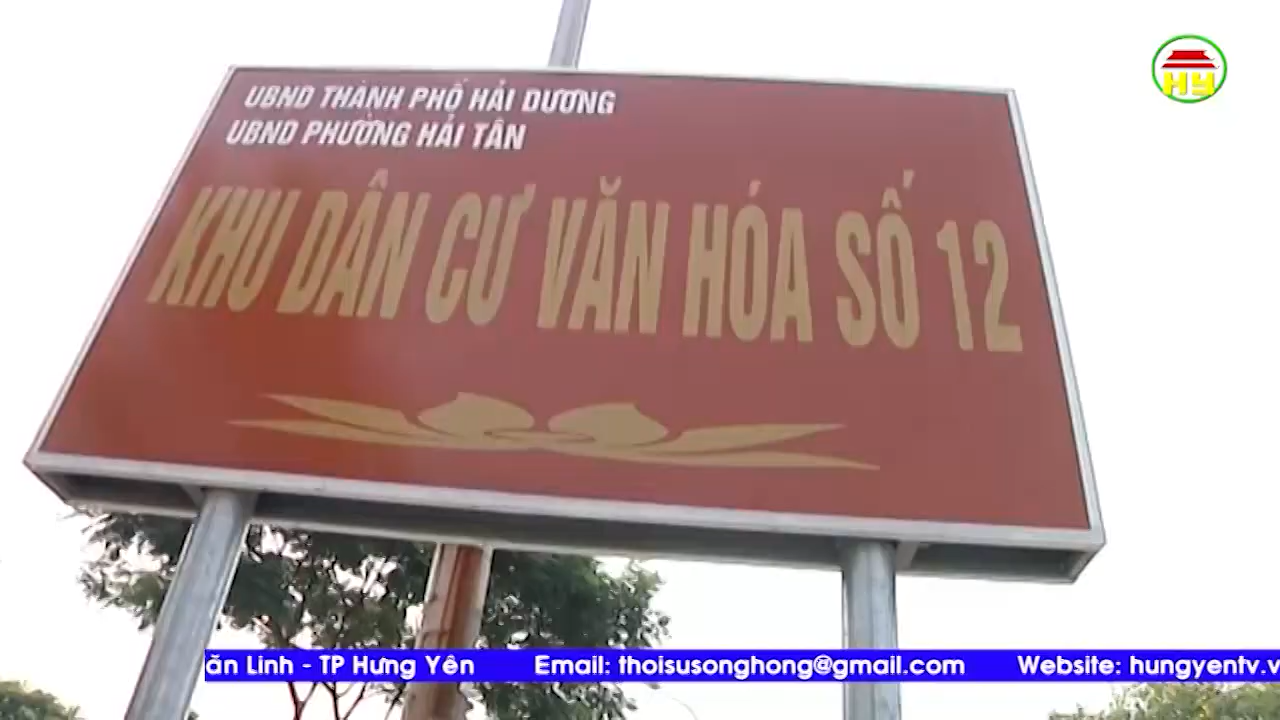 HY
UBND THÀNH PHỐ HẢI DƯƠNG
UBND PHƯỜNG HẢI TÂN
KHU DÂN CƯ VĂN HÓA SỐ 12
ăn Linh - TP Hưng Yên Email: thoisusonghong@gmail.com Website: hungyentv.v